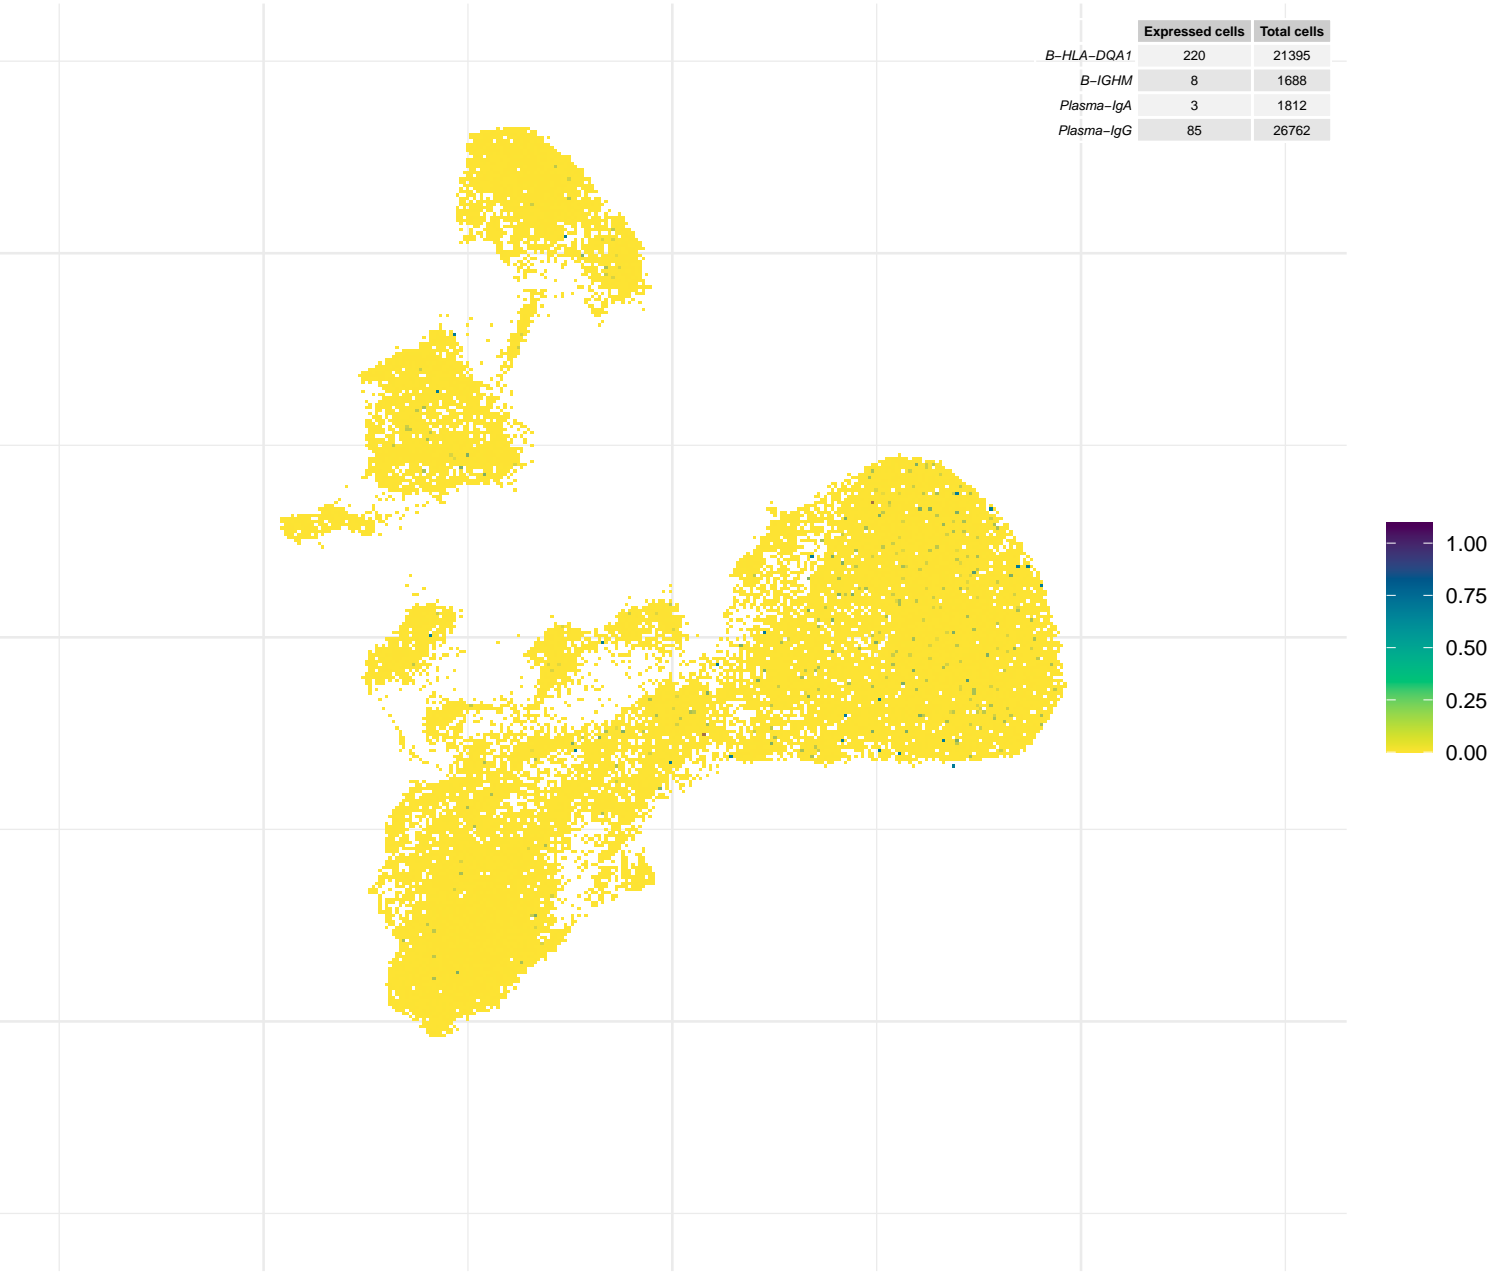 Expressed cells Total cells
B−HLA−DQA1 220 21395
B−IGHM 8 1688
Plasma−IgA 3 1812
Plasma−IgG 85 26762
1.00
0.75
0.50
0.25
0.00